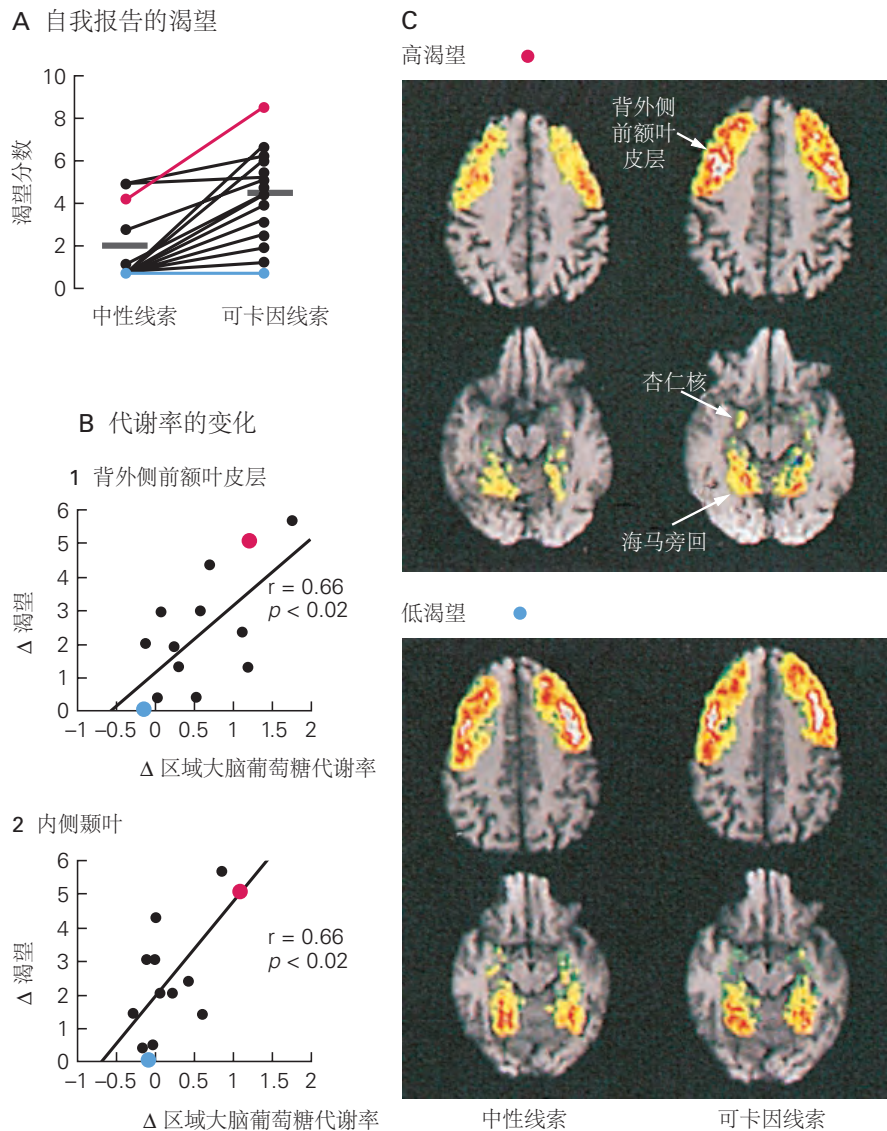 A 自我报告的渴望
10
8
6
4
2
0
渴望分数
中性线索 可卡因线索
B 代谢率的变化
1 背外侧前额叶皮层
6
5
4
3
2
1
0
Δ 渴望
r = 0.66
p < 0.02
−1 −0.5 0 0.5 1 1.5 2
Δ 区域大脑葡萄糖代谢率
2 内侧颞叶
6
5
4
3
2
1
0
Δ 渴望
r = 0.66
p < 0.02
−1 −0.5 0 0.5 1 1.5 2
Δ 区域大脑葡萄糖代谢率
C
高渴望
背外侧
前额叶
皮层
杏仁核
海马旁回
低渴望
中性线索 可卡因线索